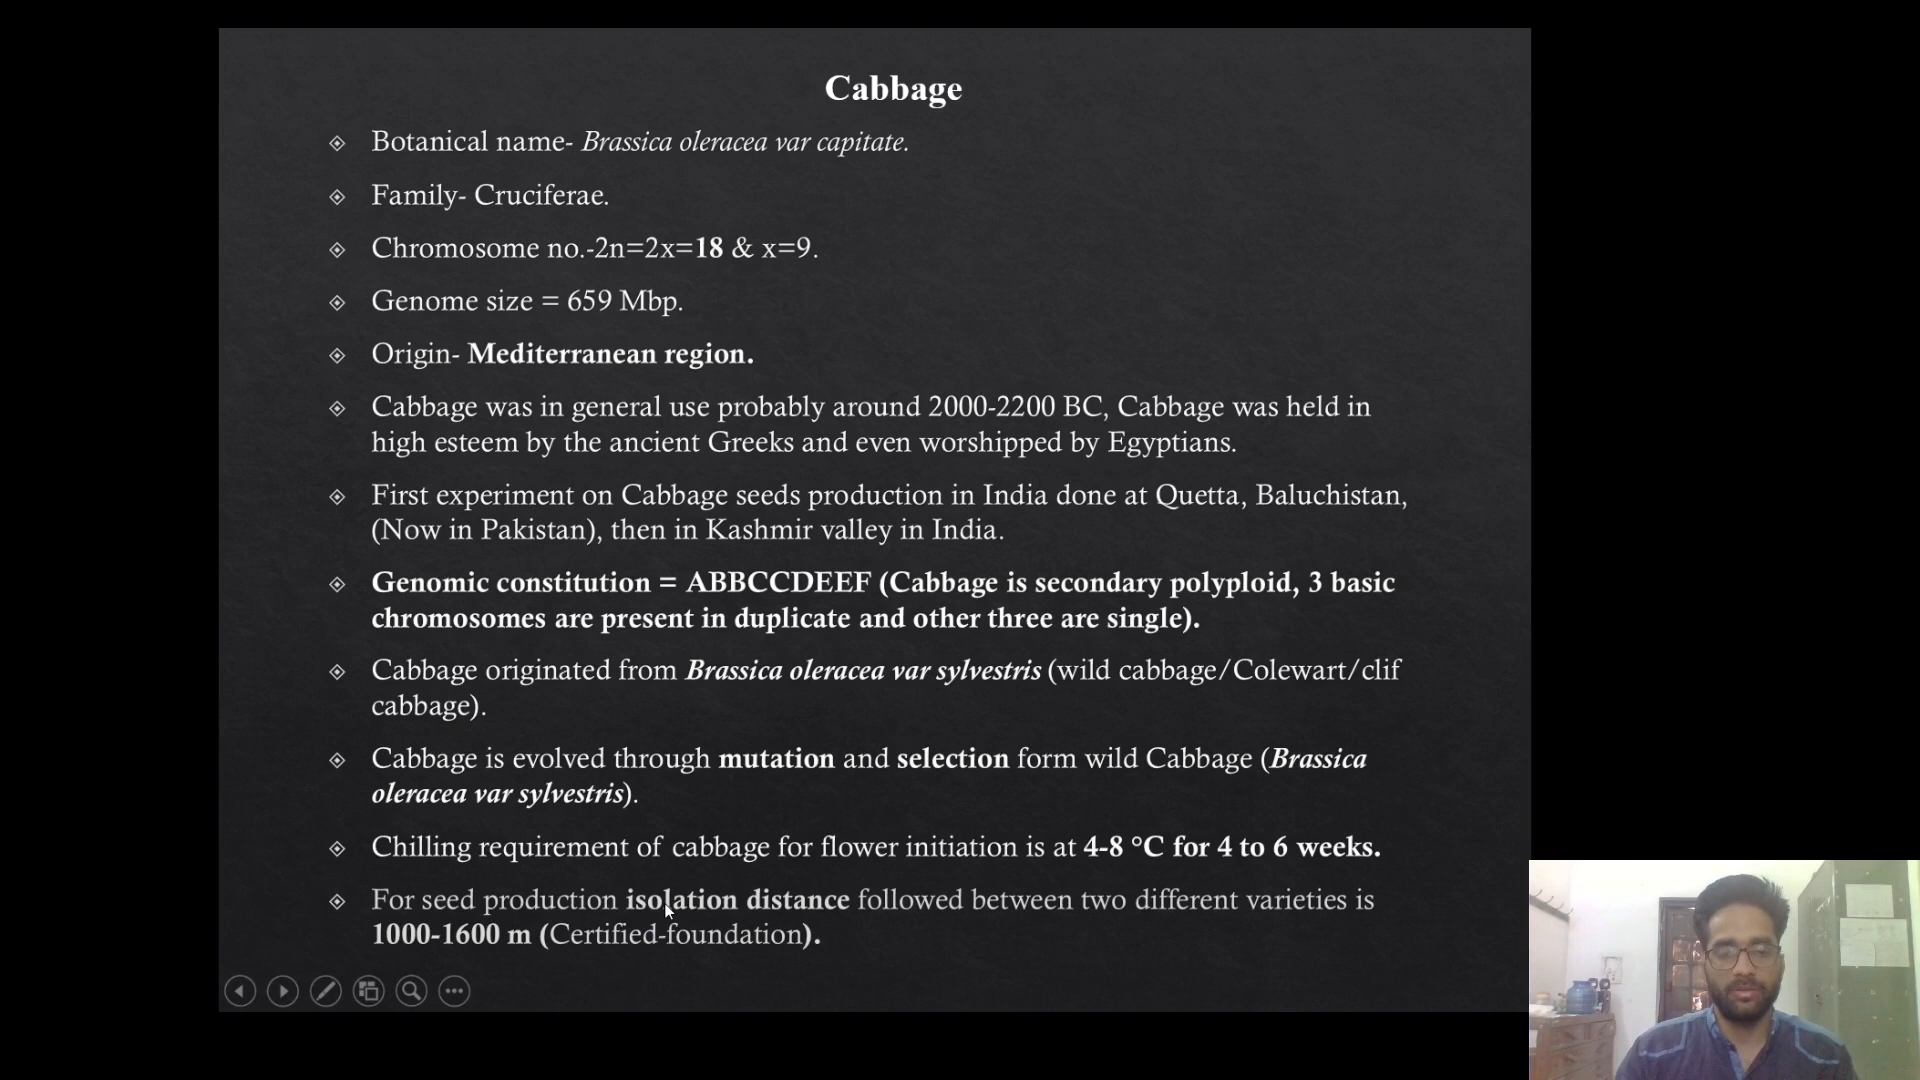 Cabbage
Botanical name- Brassica oleracea var capitate.
Family- Cruciferae.
Chromosome no.-2n=2x=18 & x=9.
Genome size = 659 Mbp.
Origin- Mediterranean region.
Cabbage was in general use probably around 2000-2200 BC, Cabbage was held in
high esteem by the ancient Greeks and even worshipped by Egyptians.
First experiment on Cabbage seeds production in India done at Quetta, Baluchistan,
(Now in Pakistan), then in Kashmir valley in India.
Genomic constitution = ABBCCDEEF (Cabbage is secondary polyploid, 3 basic
chromosomes are present in duplicate and other three are single).
Cabbage originated from Brassica oleracea var sylvestris (wild cabbage/Colewart/clif
cabbage).
Cabbage is evolved through mutation and selection form wild Cabbage (Brassica
oleracea var sylvestris).
Chilling requirement of cabbage for flower initiation is at 4-8 °C for 4 to 6 weeks.
For seed production isolation distance followed between two different varieties is
1000-1600 m (Certified-foundation).